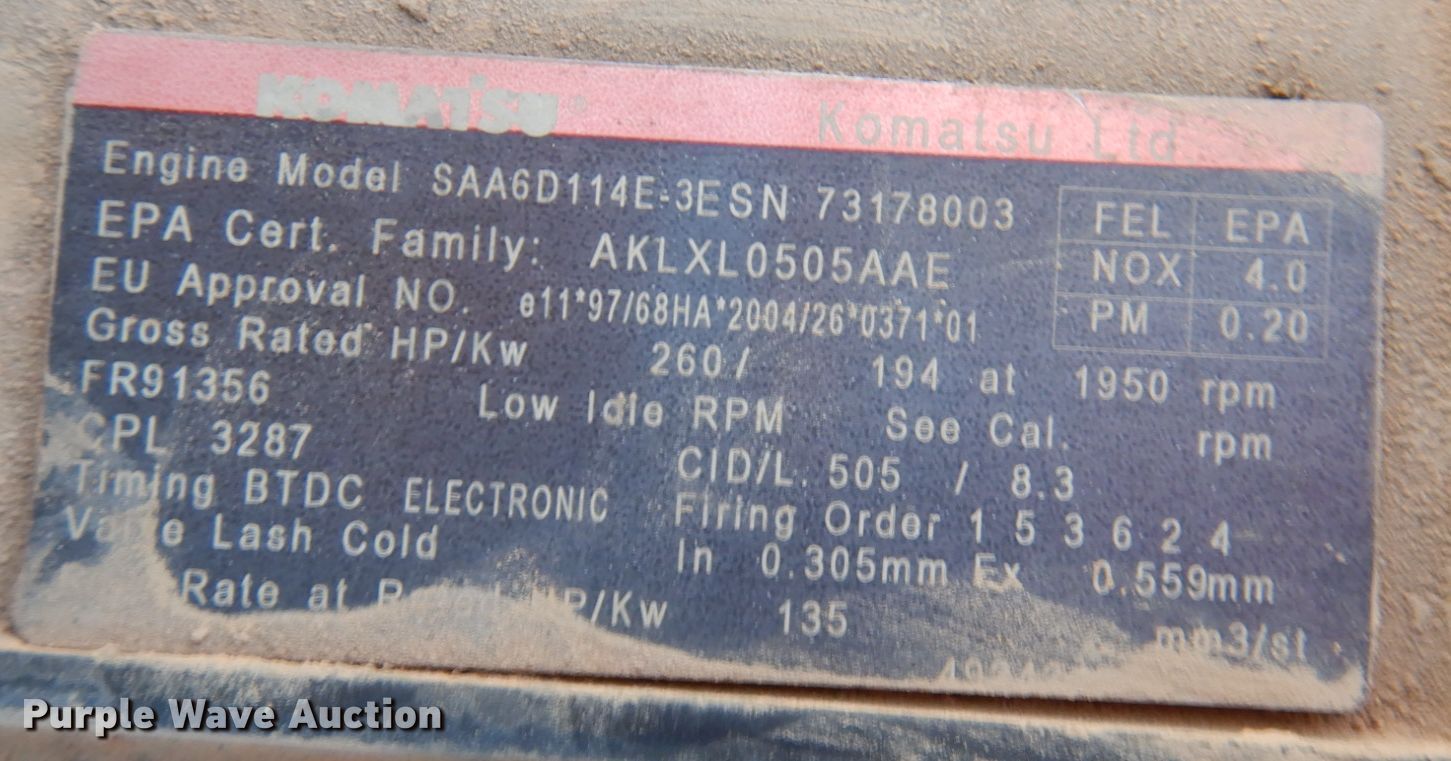 KOMATSU® Komatsu Ltd
Engine Model SAA6D114E-3ESN 73178003
EPA Cert. Family: AKLXL0505AAE
EU Approval NO. e11*97/68HA*2004/26*0371*01
FEL EPA
NOX 4.0
PM 0.20
Gross Rated HP/Kw 260/ 194 at 1950 rpm
FR91356 Low Idle RPM See Cal. rpm
CPL 3287 CID/L. 505 / 8.3
Timing BTDC ELECTRONIC Firing Order 1 5 3 6 2 4
Lash Cold In 0.305mm Ex 0.559mm
Rate at HP/Kw 135 mm3/st
Purple Wave Auction